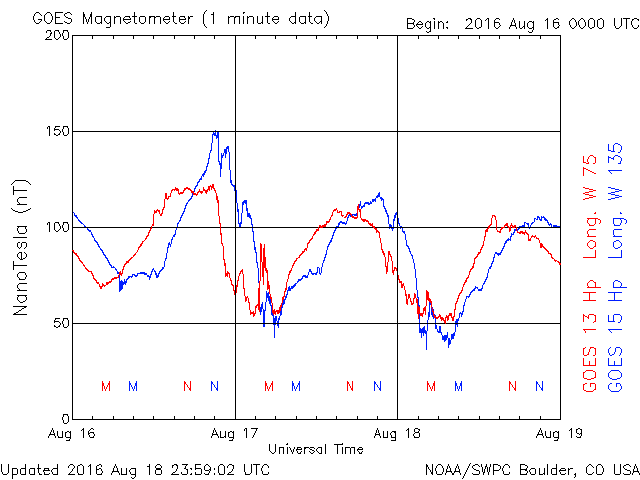 GOES Magnetometer (1 minute data)
Begin: 2016 Aug 16 0000 UTC
200
150
100
50
0
NanoTesla (nT)
M M N N M M N N M M N N
Aug 16 Aug 17 Aug 18 Aug 19
Universal Time
GOES 13 Hp Long. W 75
GOES 15 Hp Long. W 135
Updated 2016 Aug 18 23:59:02 UTC
NOAA/SWPC Boulder, CO USA